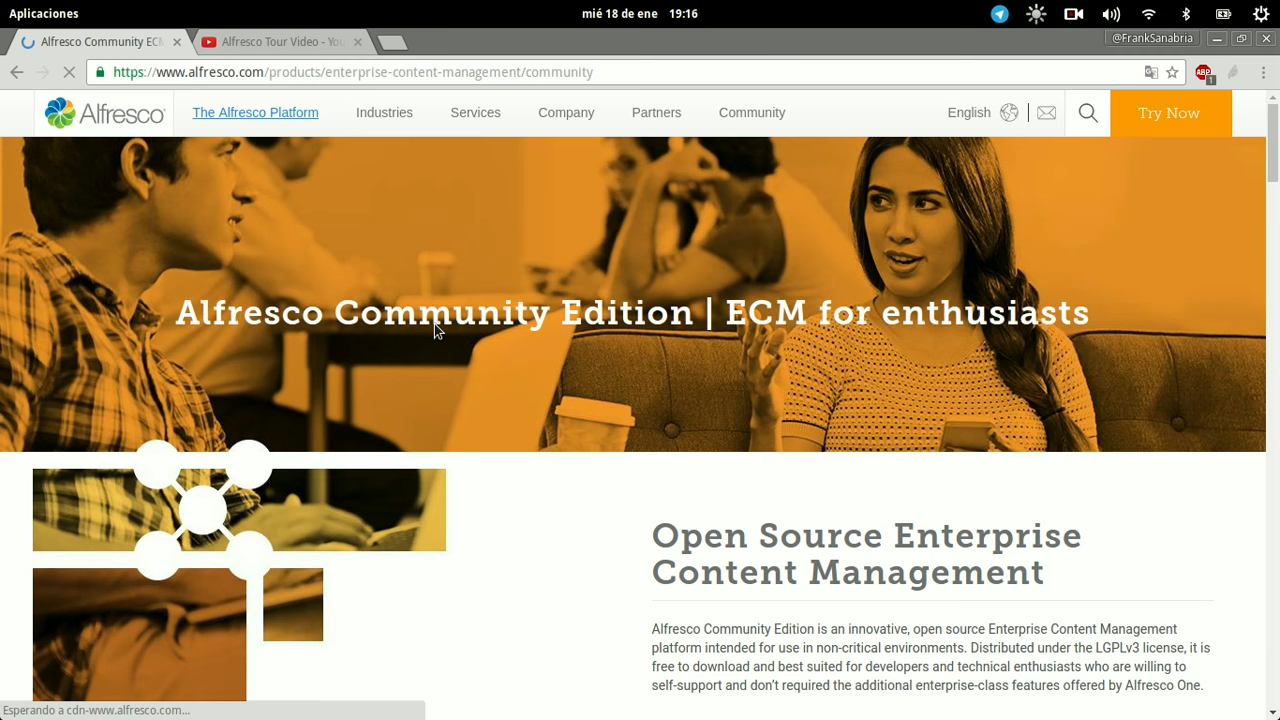 Aplicaciones
mié 18 de ene 19:16
Alfresco Community ECM
Alfresco Tour Video - You
@FrankSanabria
https://www.alfresco.com/products/enterprise-content-management/community
ABP
1
Alfresco
The Alfresco Platform
Industries
Services
Company
Partners
Community
English
Try Now
Alfresco Community Edition | ECM for enthusiasts
Open Source Enterprise
Content Management
Alfresco Community Edition is an innovative, open source Enterprise Content Management
platform intended for use in non-critical environments. Distributed under the LGPLv3 license, it is
free to download and best suited for developers and technical enthusiasts who are willing to
self-support and don't required the additional enterprise-class features offered by Alfresco One.
Esperando a cdn-www.alfresco.com...